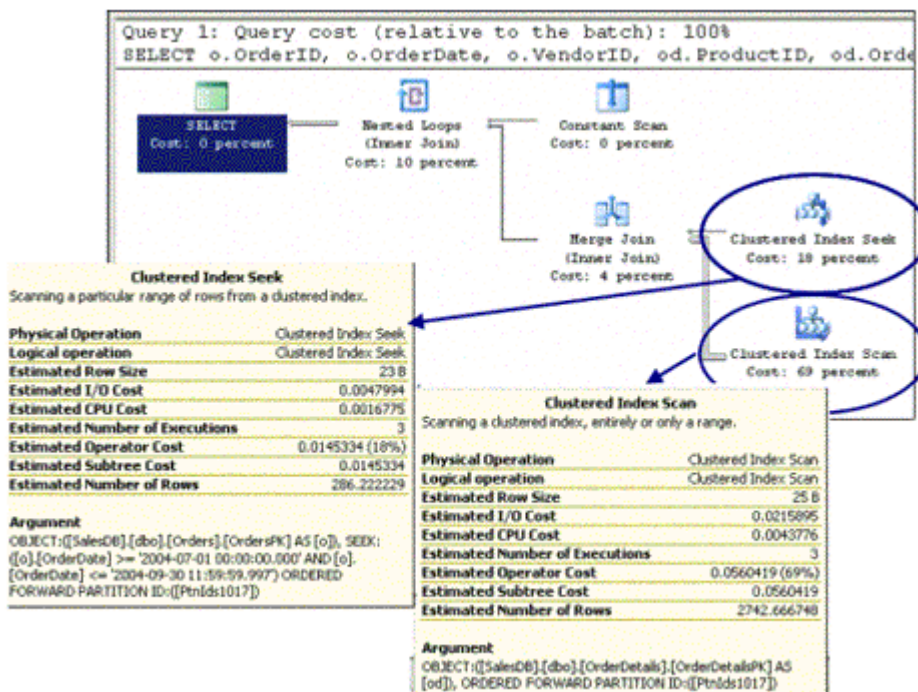 Query 1: Query cost (relative to the batch): 100%
SELECT o.OrderID, o.OrderDate, o.VendorID, od.ProductID, od.Orde
SELECT
Cost: 0 percent
Nested Loops
(Inner Join)
Cost: 10 percent
Constant Scan
Cost: 0 percent
Merge Join
(Inner Join)
Cost: 4 percent
Clustered Index Seek
Cost: 18 percent
Clustered Index Scan
Cost: 69 percent
Clustered Index Seek
Scanning a particular range of rows from a clustered index.
Physical Operation Clustered Index Seek
Logical operation Clustered Index Seek
Estimated Row Size 23 B
Estimated I/O Cost 0.0047994
Estimated CPU Cost 0.0016775
Estimated Number of Executions 3
Estimated Operator Cost 0.0145334 (18%)
Estimated Subtree Cost 0.0145334
Estimated Number of Rows 286.222229
Argument
OBJECT:([SalesDB].[dbo].[Orders].[OrdersPK] AS [o]), SEEK:
([o].[OrderDate] >= '2004-07-01 00:00:00.000' AND [o].
[OrderDate] <= '2004-09-30 11:59:59.997') ORDERED
FORWARD PARTITION ID:([PtnIds1017])
Clustered Index Scan
Scanning a clustered index, entirely or only a range.
Physical Operation Clustered Index Scan
Logical operation Clustered Index Scan
Estimated Row Size 25 B
Estimated I/O Cost 0.0215895
Estimated CPU Cost 0.0043776
Estimated Number of Executions 3
Estimated Operator Cost 0.0560419 (69%)
Estimated Subtree Cost 0.0560419
Estimated Number of Rows 2742.666748
Argument
OBJECT:([SalesDB].[dbo].[OrderDetails].[OrderDetailsPK] AS
[od]), ORDERED FORWARD PARTITION ID:([PtnIds1017])